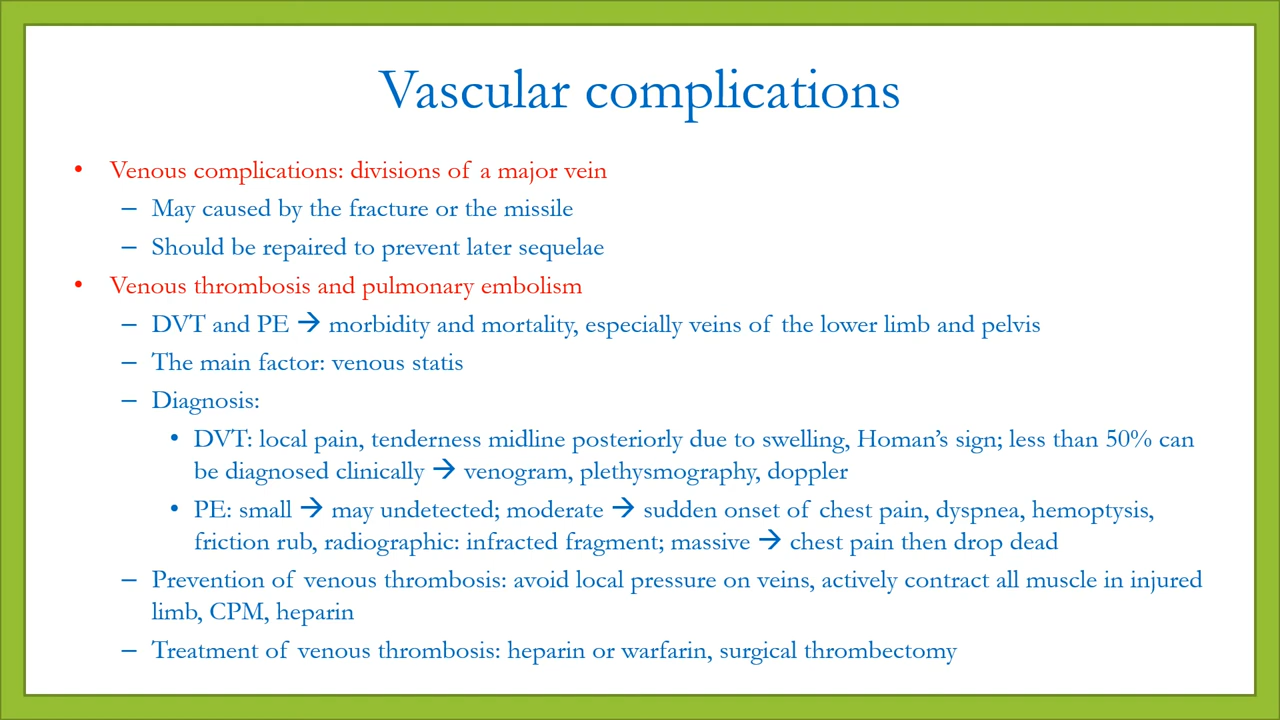 Vascular complications
• Venous complications: divisions of a major vein
– May caused by the fracture or the missile
– Should be repaired to prevent later sequelae
• Venous thrombosis and pulmonary embolism
– DVT and PE → morbidity and mortality, especially veins of the lower limb and pelvis
– The main factor: venous statis
– Diagnosis:
• DVT: local pain, tenderness midline posteriorly due to swelling, Homan’s sign; less than 50% can
be diagnosed clinically → venogram, plethysmography, doppler
• PE: small → may undetected; moderate → sudden onset of chest pain, dyspnea, hemoptysis,
friction rub, radiographic: infracted fragment; massive → chest pain then drop dead
– Prevention of venous thrombosis: avoid local pressure on veins, actively contract all muscle in injured
limb, CPM, heparin
– Treatment of venous thrombosis: heparin or warfarin, surgical thrombectomy